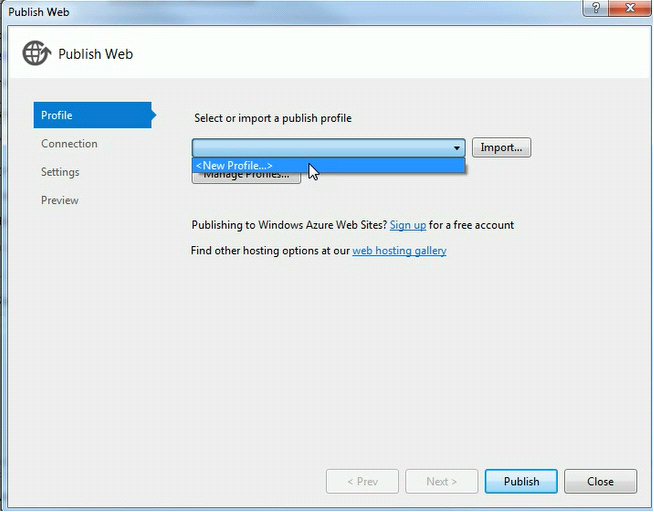 Publish Web
?
X
Publish Web
Profile
Connection
Settings
Preview
Select or import a publish profile
Import...
<New Profile...>
Manage Profiles...
Publishing to Windows Azure Web Sites? Sign up for a free account
Find other hosting options at our web hosting gallery
< Prev
Next >
Publish
Close